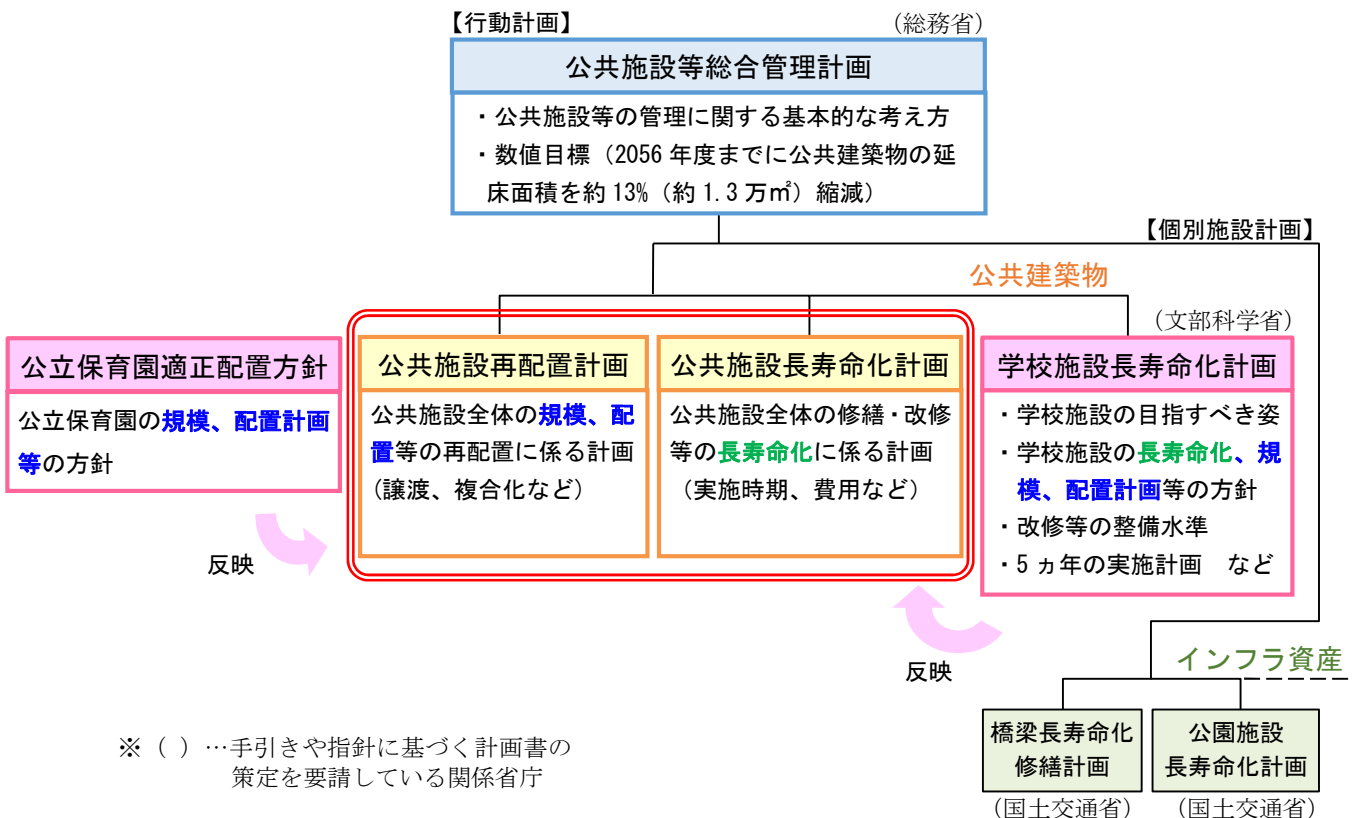 【行動計画】
（総務省）
公共施設等総合管理計画
・公共施設等の管理に関する基本的な考え方
・数値目標（2056 年度までに公共建築物の延
床面積を約 13%（約 1.3 万㎡）縮減）
【個別施設計画】
公共建築物
（文部科学省）
公立保育園適正配置方針
公立保育園の規模、配置計画
等の方針
公共施設再配置計画
公共施設全体の規模、配
置等の再配置に係る計画
(譲渡、複合化など）
公共施設長寿命化計画
公共施設全体の修繕・改修
等の長寿命化に係る計画
（実施時期、費用など）
学校施設長寿命化計画
・学校施設の目指すべき姿
・学校施設の長寿命化、規
模、配置計画等の方針
・改修等の整備水準
・5 ヵ年の実施計画　など
反映
反映
インフラ資産
橋梁長寿命化
修繕計画
（国土交通省）
公園施設
長寿命化計画
（国土交通省）
※（ ）…手引きや指針に基づく計画書の
策定を要請している関係省庁